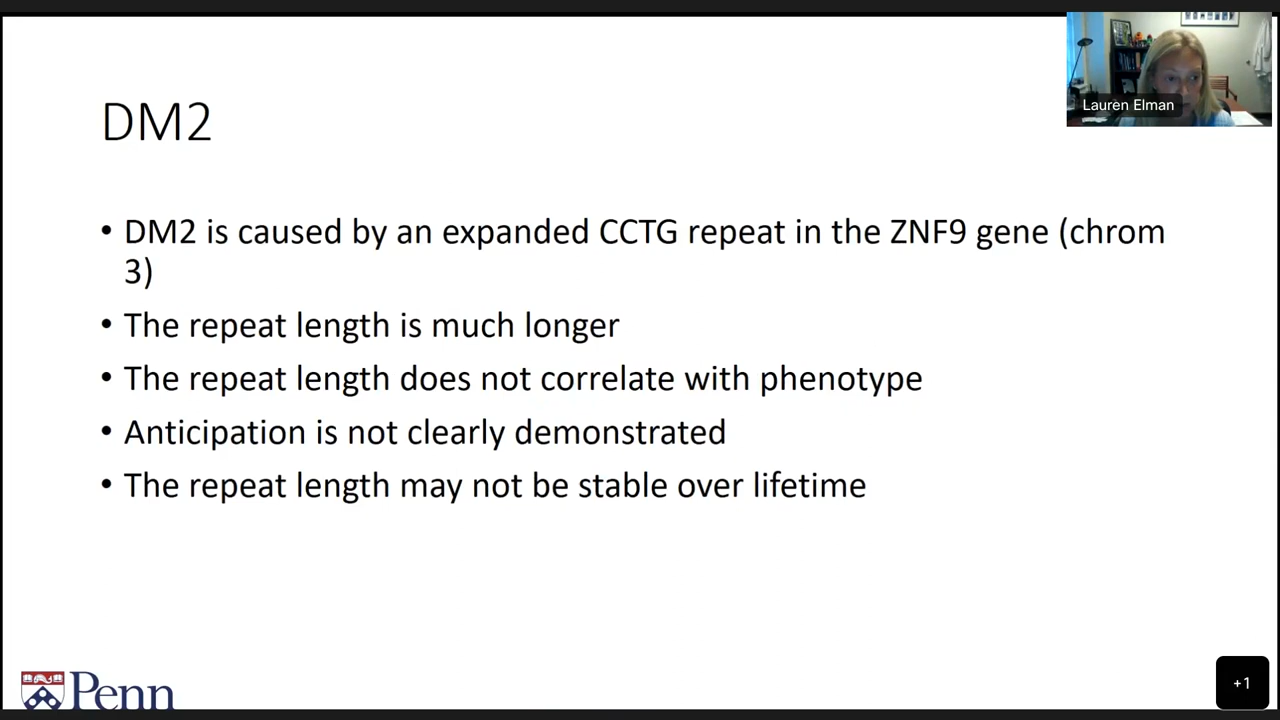 Lauren Elman
DM2
• DM2 is caused by an expanded CCTG repeat in the ZNF9 gene (chrom
3)
• The repeat length is much longer
• The repeat length does not correlate with phenotype
• Anticipation is not clearly demonstrated
• The repeat length may not be stable over lifetime
Penn
+1